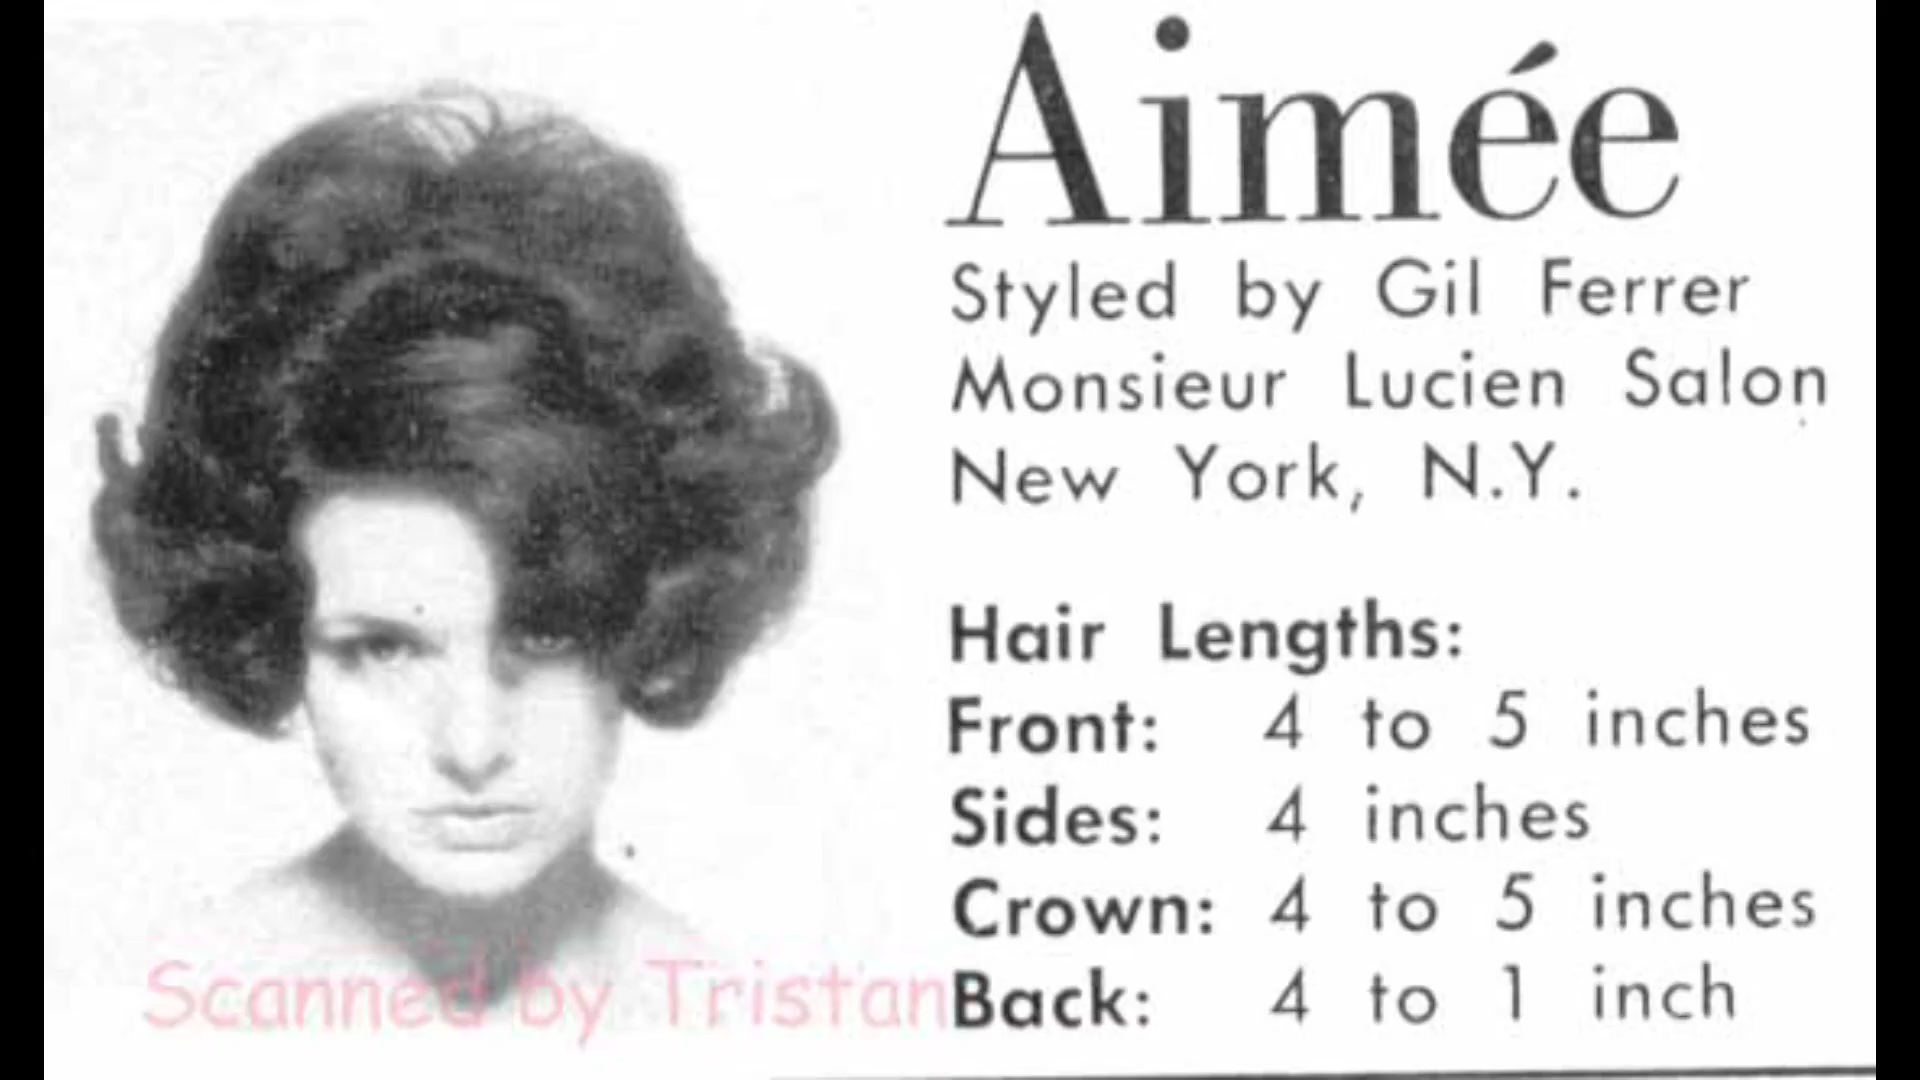 Aimée
Styled by Gil Ferrer
Monsieur Lucien Salon
New York, N.Y.
Hair Lengths:
Front: 4 to 5 inches
Sides: 4 inches
Crown: 4 to 5 inches
Back: 4 to 1 inch
Scanned by Tristan